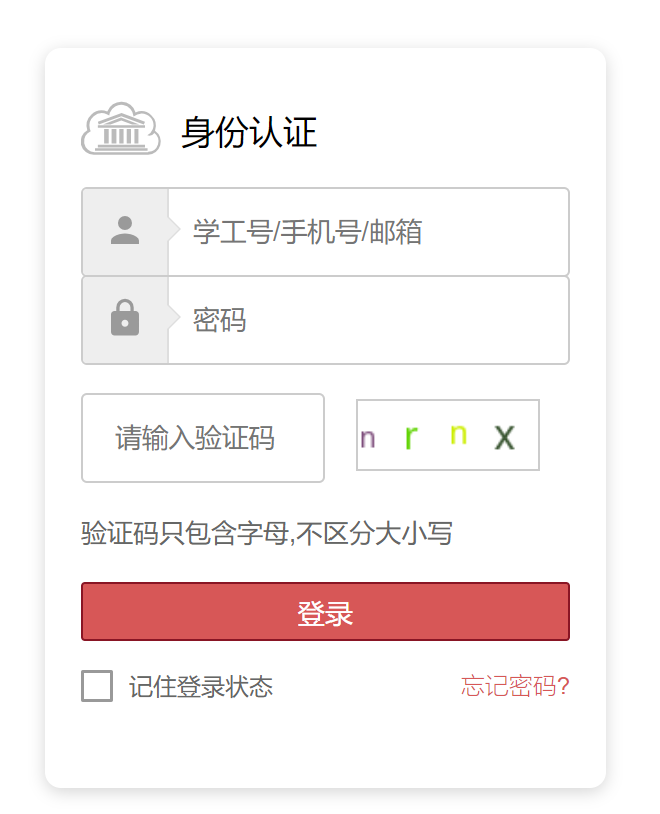 身份认证
学工号/手机号/邮箱
密码
请输入验证码
n r n x
验证码只包含字母,不区分大小写
登录
记住登录状态 忘记密码?